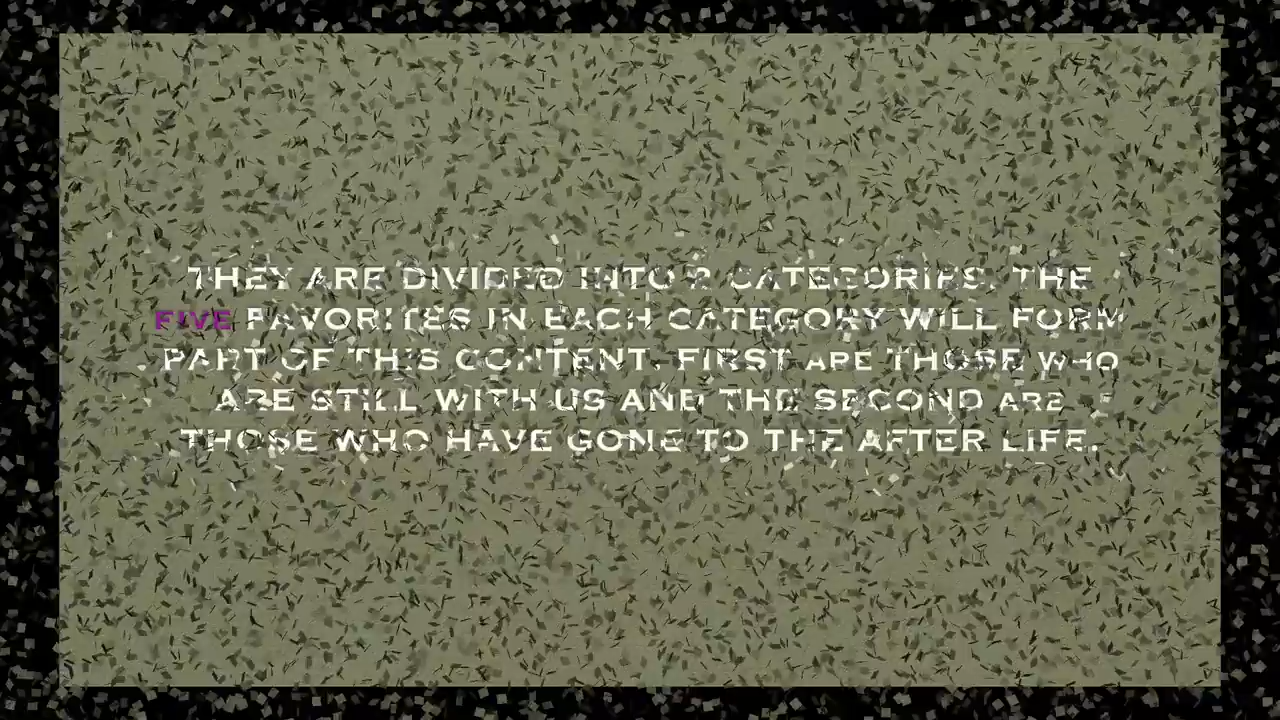 THEY ARE DIVIDED INTO 2 CATEGORIES. THE
FIVE FAVORITES IN EACH CATEGORY WILL FORM
PART OF THIS CONTENT. FIRST ARE THOSE WHO
ARE STILL WITH US AND THE SECOND ARE
THOSE WHO HAVE GONE TO THE AFTER LIFE.